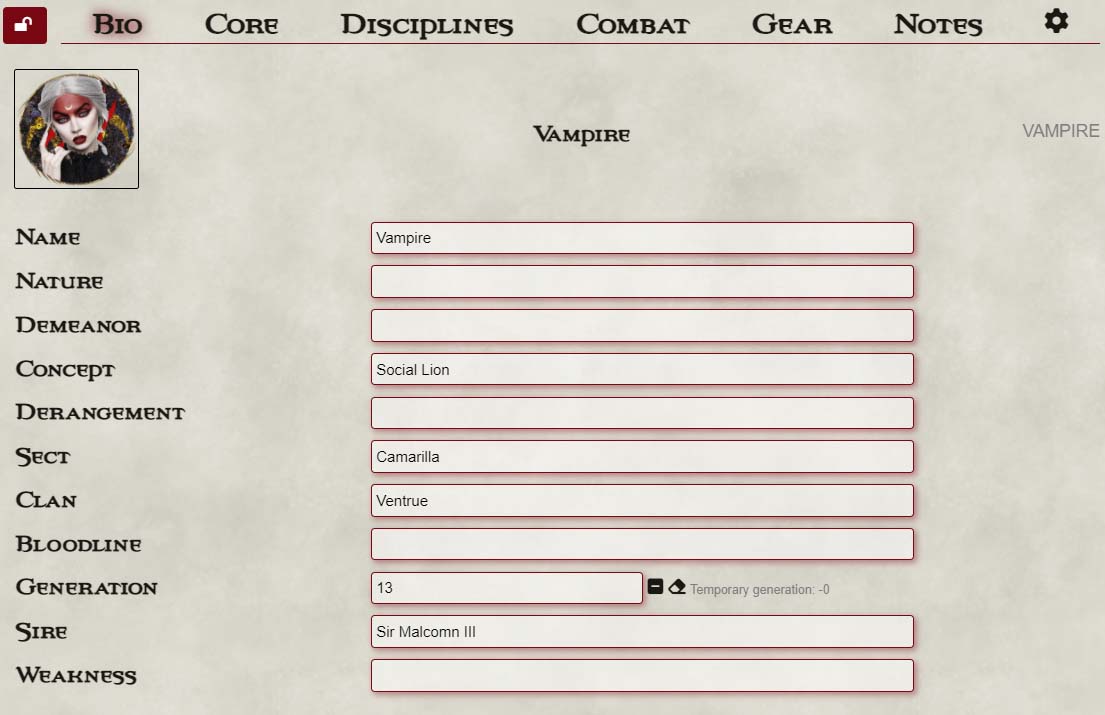 Bio Core Disciplines Combat Gear Notes
Vampire VAMPIRE
Name Vampire
Nature
Demeanor
Concept Social Lion
Derangement
Sect Camarilla
Clan Ventrue
Bloodline
Generation 13 Temporary generation: -0
Sire Sir Malcomn III
Weakness